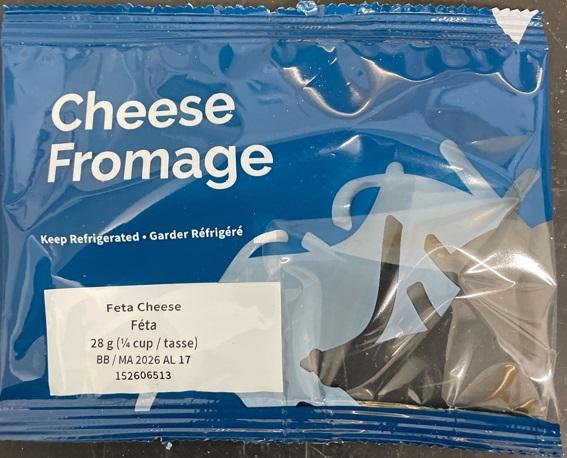 Cheese
Fromage
Keep Refrigerated • Garder Réfrigéré
Feta Cheese
Féta
28 g (¼ cup / tasse)
BB / MA 2026 AL 17
152606513